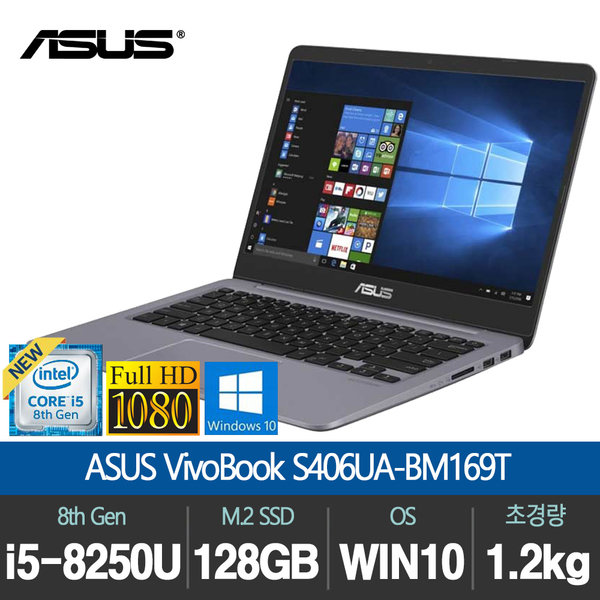 ASUS®
ASUS
NEW
intel
CORE i5
8th Gen
Full HD
1080
Windows 10
ASUS VivoBook S406UA-BM169T
8th Gen
i5-8250U
M.2 SSD
128GB
OS
WIN10
초경량
1.2kg